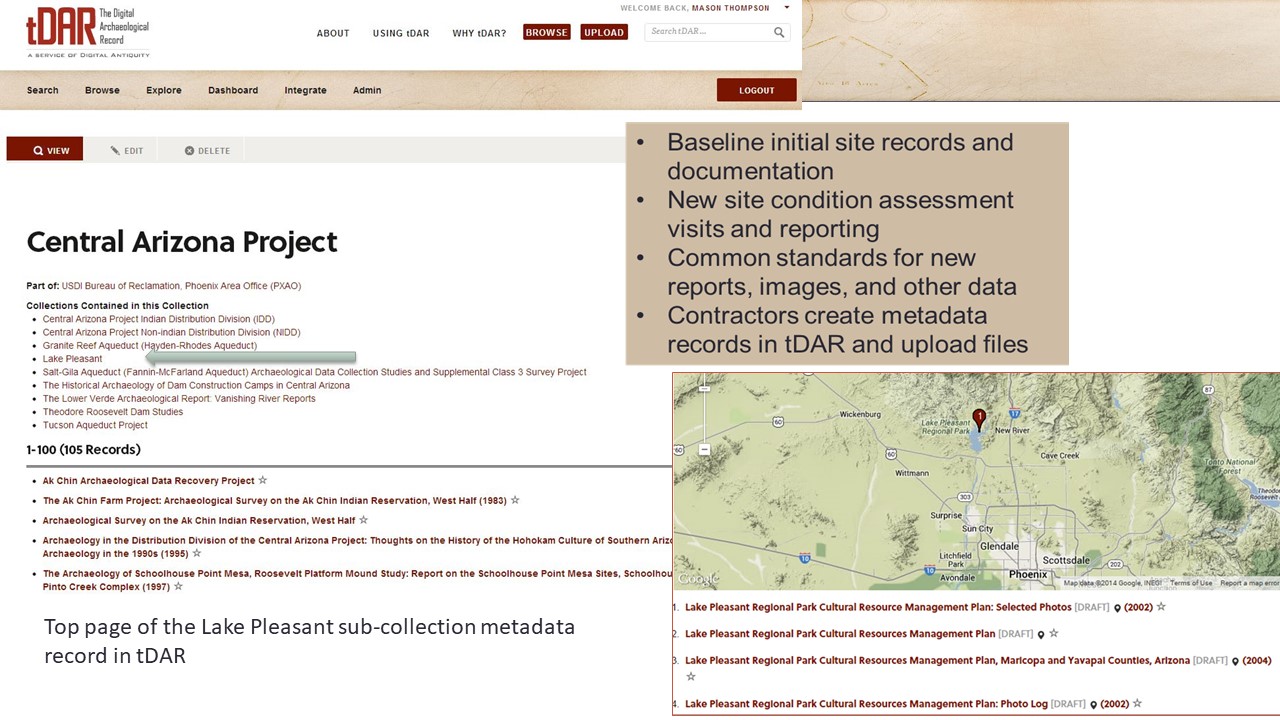 tDAR The Digital
Archaeological
Record
A SERVICE OF DIGITAL ANTIQUITY
WELCOME BACK, MASON THOMPSON
ABOUT USING tDAR WHY tDAR? BROWSE UPLOAD Search tDAR...
Search Browse Explore Dashboard Integrate Admin LOGOUT
VIEW EDIT DELETE
Central Arizona Project
Part of: USDI Bureau of Reclamation, Phoenix Area Office (PXAO)
Collections Contained in this Collection
• Central Arizona Project Indian Distribution Division (IDD)
• Central Arizona Project Non-indian Distribution Division (NIDD)
• Granite Reef Aqueduct (Hayden-Rhodes Aqueduct)
• Lake Pleasant
• Salt-Gila Aqueduct (Fannin-McFarland Aqueduct) Archaeological Data Collection Studies and Supplemental Class 3 Survey Project
• The Historical Archaeology of Dam Construction Camps in Central Arizona
• The Lower Verde Archaeological Report: Vanishing River Reports
• Theodore Roosevelt Dam Studies
• Tucson Aqueduct Project
1-100 (105 Records)
• Ak Chin Archaeological Data Recovery Project ☆
• The Ak Chin Farm Project: Archaeological Survey on the Ak Chin Indian Reservation, West Half (1983) ☆
• Archaeological Survey on the Ak Chin Indian Reservation, West Half ☆
• Archaeology in the Distribution Division of the Central Arizona Project: Thoughts on the History of the Hohokam Culture of Southern Arizo
Archaeology in the 1990s (1995) ☆
• The Archaeology of Schoolhouse Point Mesa, Roosevelt Platform Mound Study: Report on the Schoolhouse Point Mesa Sites, Schoolhou
Pinto Creek Complex (1997) ☆
Top page of the Lake Pleasant sub-collection metadata
record in tDAR
• Baseline initial site records and
documentation
• New site condition assessment
visits and reporting
• Common standards for new
reports, images, and other data
• Contractors create metadata
records in tDAR and upload files
87
Wickenburg
60
Lake Pleasant
Regional Park
1
17
New River
60
60
Cave Creek
Wittmann
Tonto National
Forest
303
Theodor
Roosevelt
Surprise
Sun City
Glendale
Litchfield
Park
Scottsdale
10
10
202
Avondale
Phoenix
Google
Map data ©2014 Google, INEGI Terms of Use Report a map error
1. Lake Pleasant Regional Park Cultural Resource Management Plan: Selected Photos [DRAFT] (2002) ☆
2. Lake Pleasant Regional Park Cultural Resources Management Plan [DRAFT] ☆
3. Lake Pleasant Regional Park Cultural Resources Management Plan, Maricopa and Yavapai Counties, Arizona [DRAFT] (2004)
☆
4. Lake Pleasant Regional Park Cultural Resources Management Plan: Photo Log [DRAFT] (2002) ☆